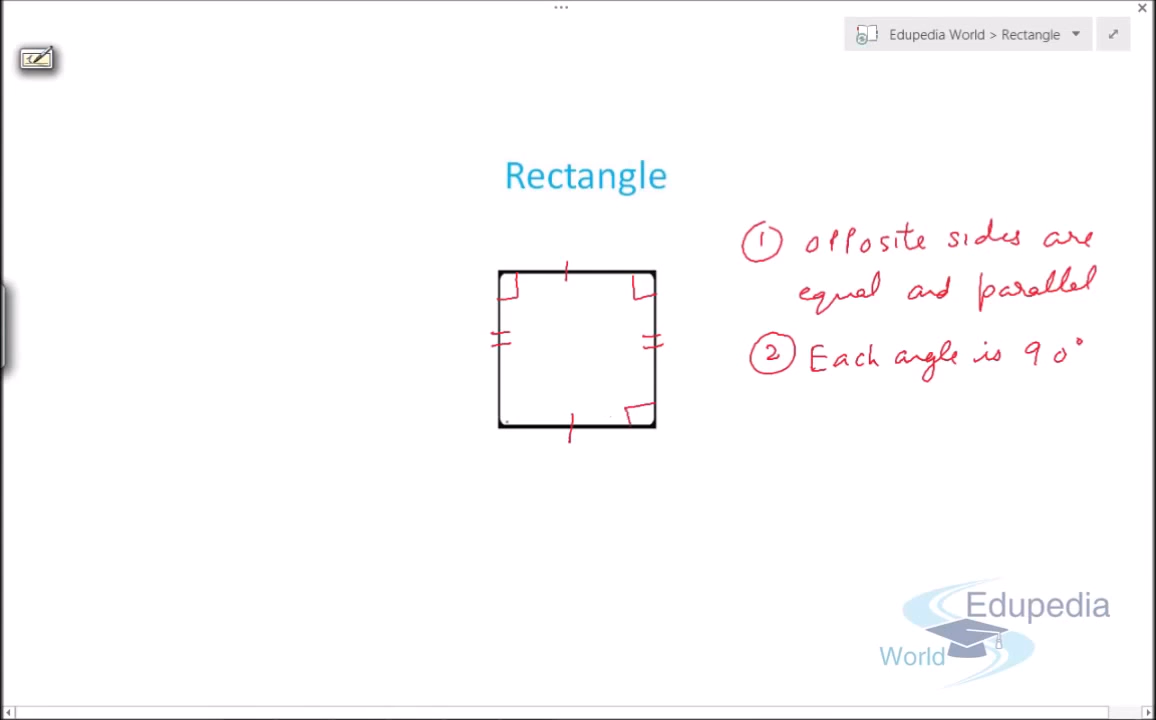 Edupedia World > Rectangle
Rectangle
① opposite sides are
equal and parallel
② Each angle is 90°
Edupedia
World